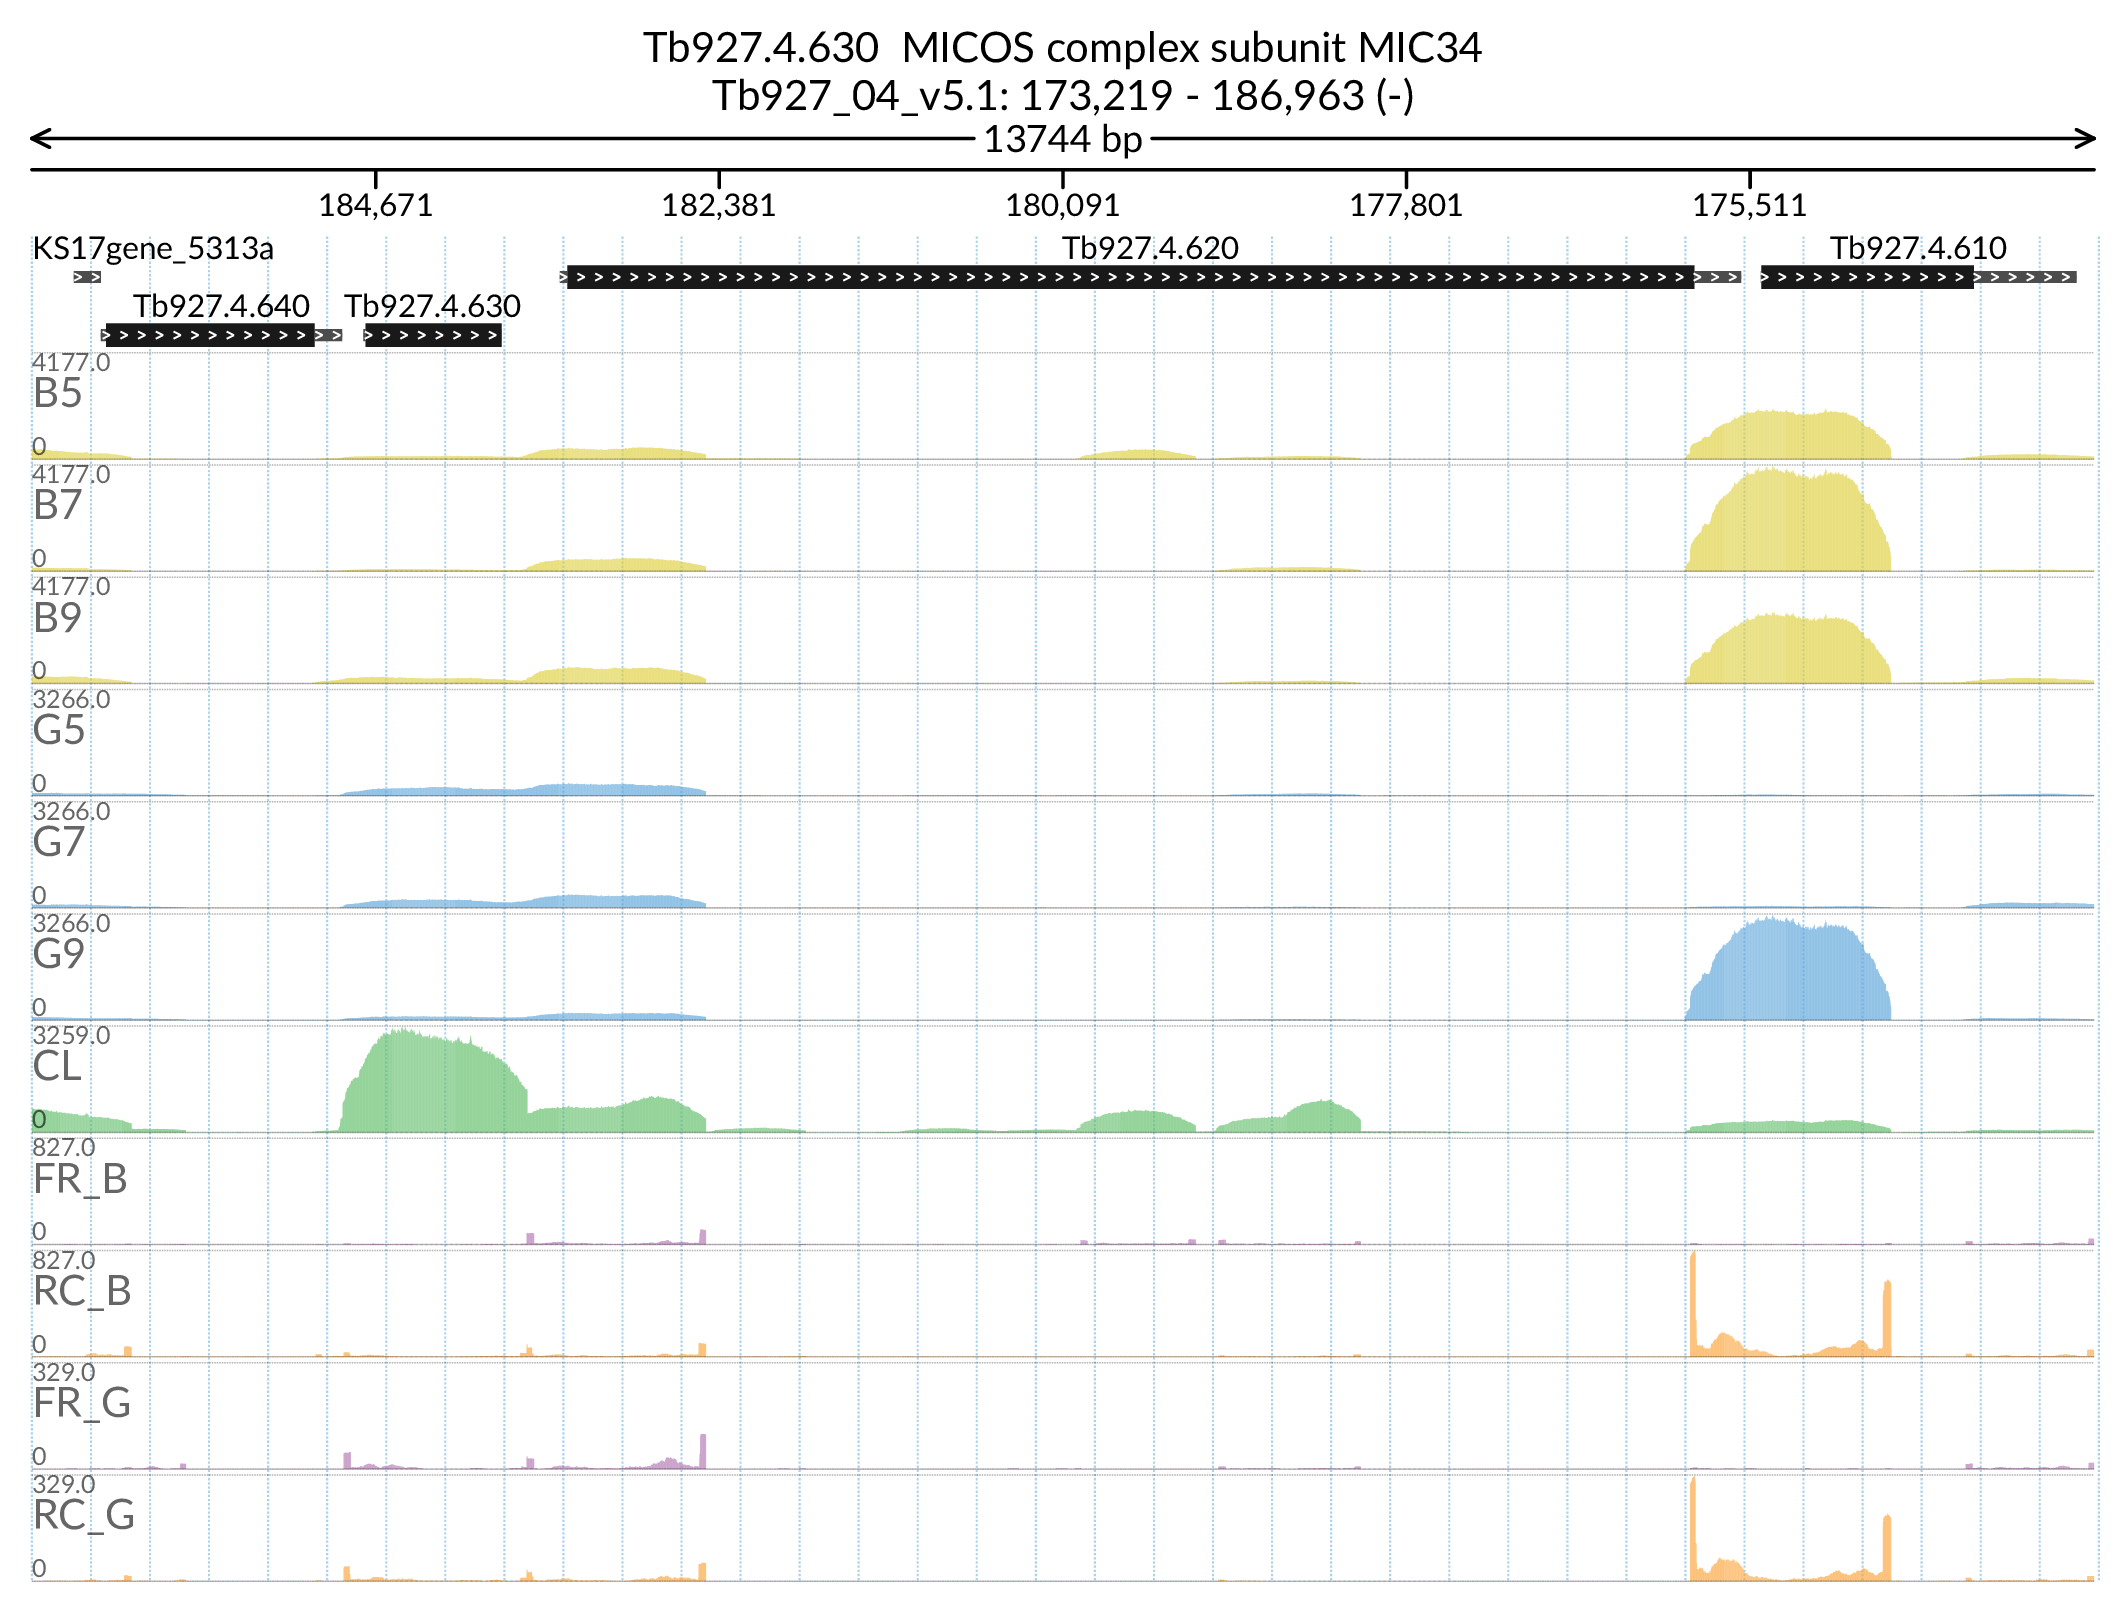 Tb927.4.630  MICOS complex subunit MIC34
Tb927_04_v5.1: 173,219 - 186,963 (-)
13744 bp
184,671 182,381 180,091 177,801 175,511
KS17gene_5313a Tb927.4.620 Tb927.4.610
Tb927.4.640 Tb927.4.630
4177.0
B5
0
4177.0
B7
0
4177.0
B9
0
3266.0
G5
0
3266.0
G7
0
3266.0
G9
0
3259.0
CL
0
827.0
FR_B
0
827.0
RC_B
0
329.0
FR_G
0
329.0
RC_G
0